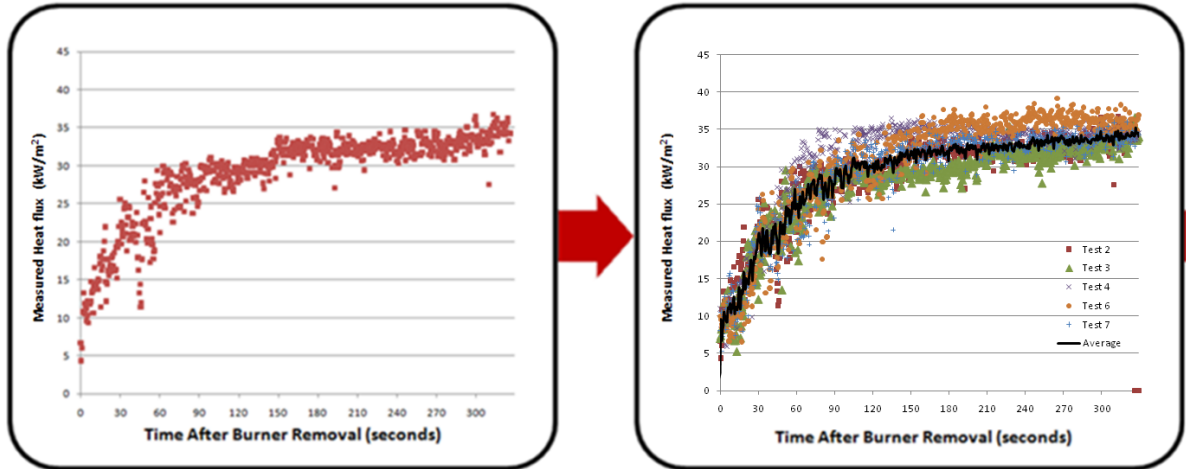 45
40
35
30
25
20
15
10
5
0
Measured Heat flux (kW/m²)
0 30 60 90 120 150 180 210 240 270 300
Time After Burner Removal (seconds)
45
40
35
30
25
20
15
10
5
0
Measured Heat flux (kW/m²)
Test 2
Test 3
Test 4
Test 6
Test 7
Average
0 30 60 90 120 150 180 210 240 270 300
Time After Burner Removal (seconds)